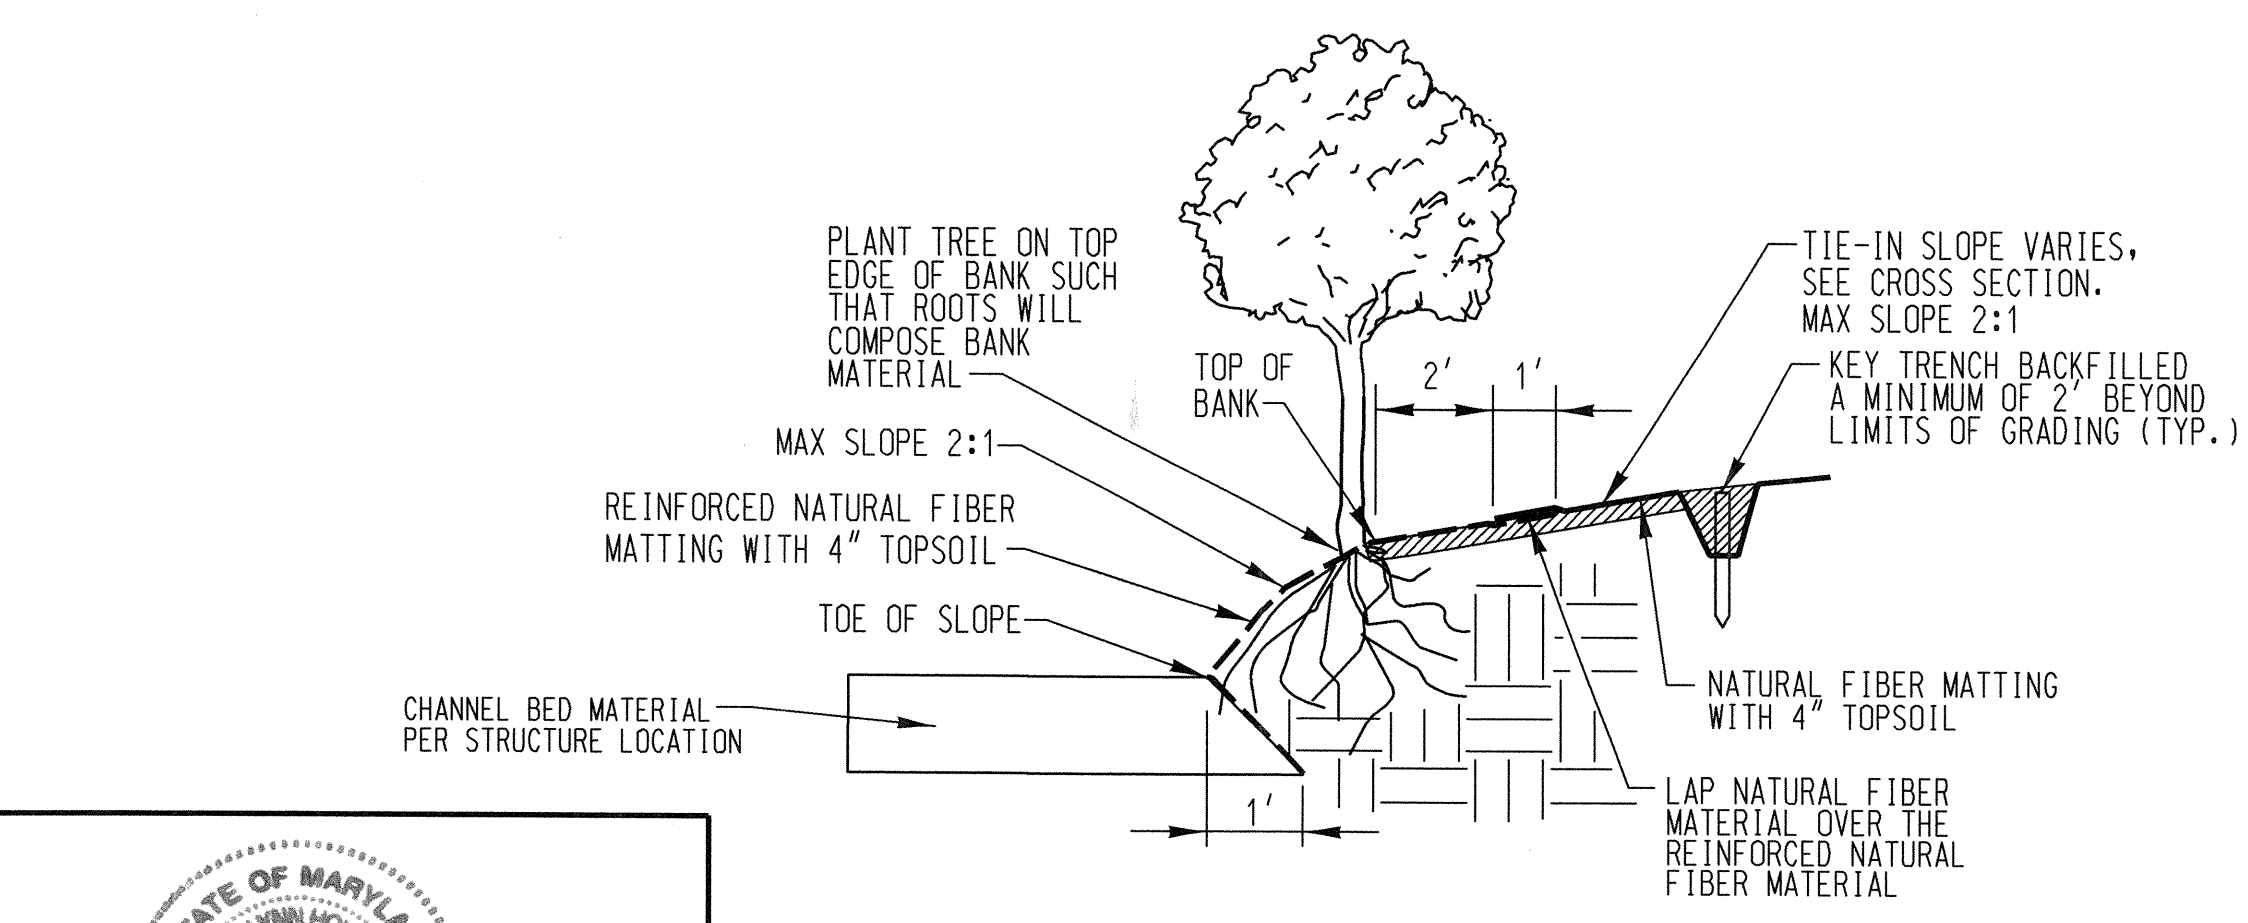 PLANT TREE ON TOP
EDGE OF BANK SUCH
THAT ROOTS WILL
COMPOSE BANK
MATERIAL
MAX SLOPE 2:1
REINFORCED NATURAL FIBER
MATTING WITH 4" TOPSOIL
TOE OF SLOPE
CHANNEL BED MATERIAL
PER STRUCTURE LOCATION
TOP OF
BANK
2'
1'
TIE-IN SLOPE VARIES,
SEE CROSS SECTION.
MAX SLOPE 2:1
KEY TRENCH BACKFILLED
A MINIMUM OF 2' BEYOND
LIMITS OF GRADING (TYP.)
NATURAL FIBER MATTING
WITH 4" TOPSOIL
LAP NATURAL FIBER
MATERIAL OVER THE
REINFORCED NATURAL
FIBER MATERIAL
1'
OF